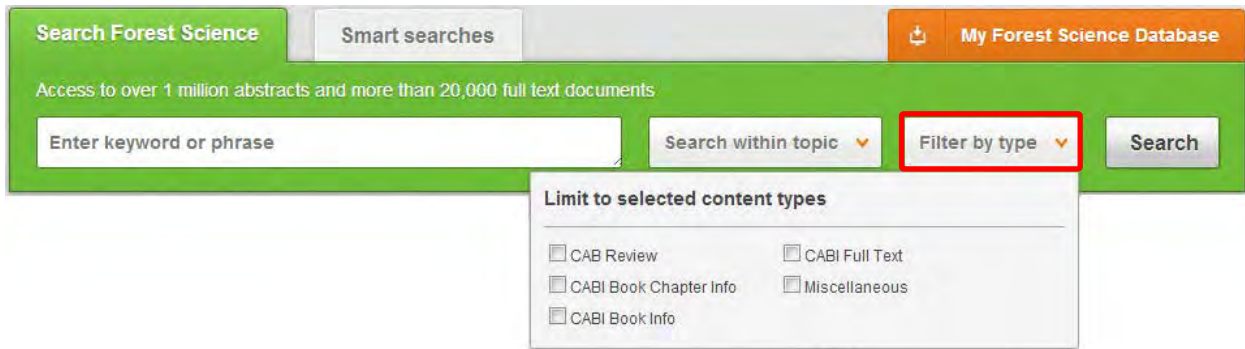 Search Forest Science
Smart searches
My Forest Science Database
Access to over 1 million abstracts and more than 20,000 full text documents
Enter keyword or phrase
Search within topic
Filter by type
Search
Limit to selected content types
CAB Review
CABI Full Text
CABI Book Chapter Info
Miscellaneous
CABI Book Info